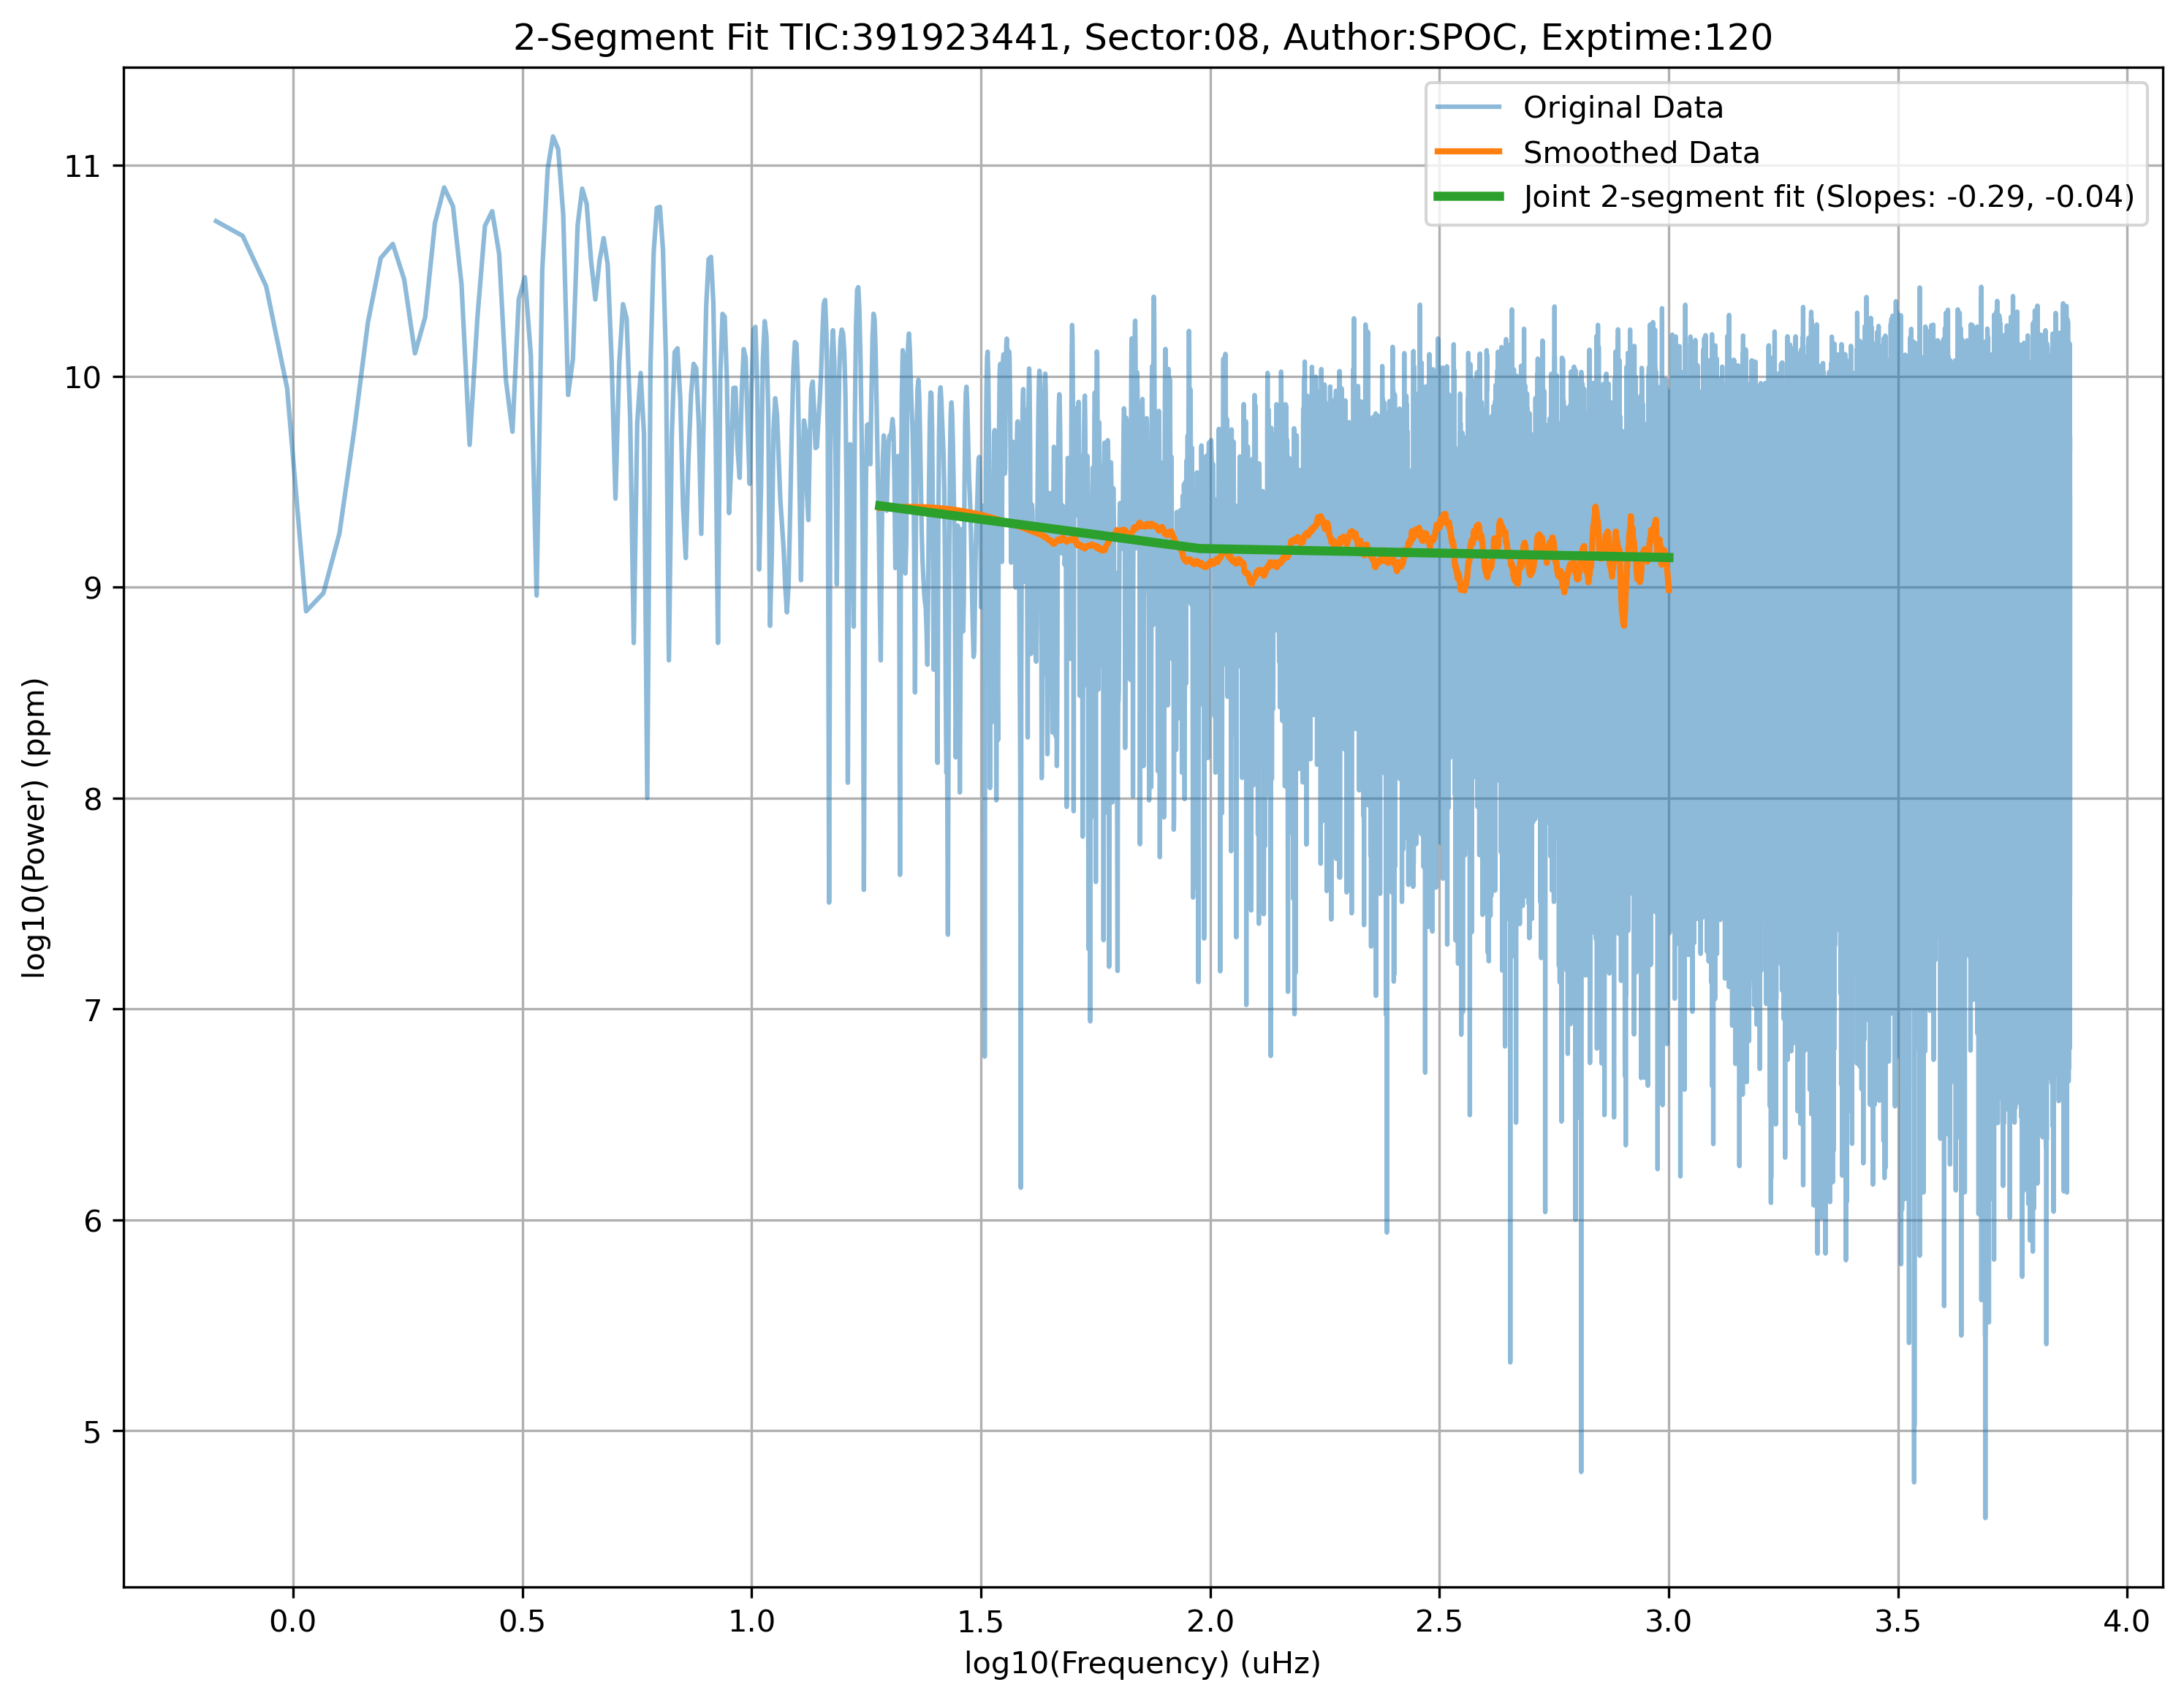 2-Segment Fit TIC:391923441, Sector:08, Author:SPOC, Exptime:120
Original Data
Smoothed Data
Joint 2-segment fit (Slopes: -0.29, -0.04)
log10(Power) (ppm)
11
10
9
8
7
6
5
0.0 0.5 1.0 1.5 2.0 2.5 3.0 3.5 4.0
log10(Frequency) (uHz)